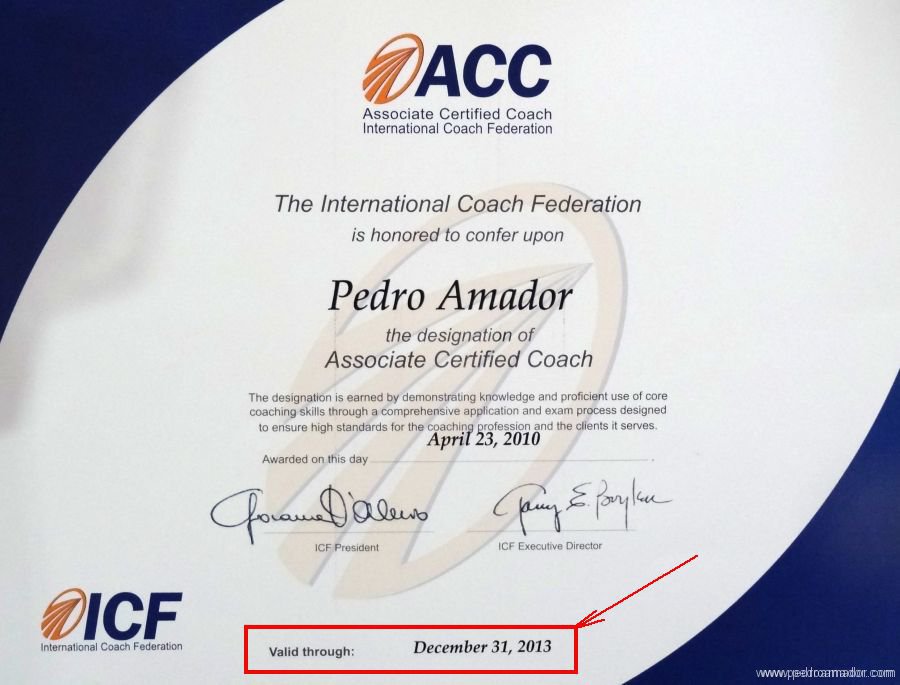 ACC
Associate Certified Coach
International Coach Federation
The International Coach Federation
is honored to confer upon
Pedro Amador
the designation of
Associate Certified Coach
The designation is earned by demonstrating knowledge and proficient use of core
coaching skills through a comprehensive application and exam process designed
to ensure high standards for the coaching profession and the clients it serves.
April 23, 2010
Awarded on this day
ICF President
ICF Executive Director
ICF
International Coach Federation
Valid through: December 31, 2013
www.pedroamador.com